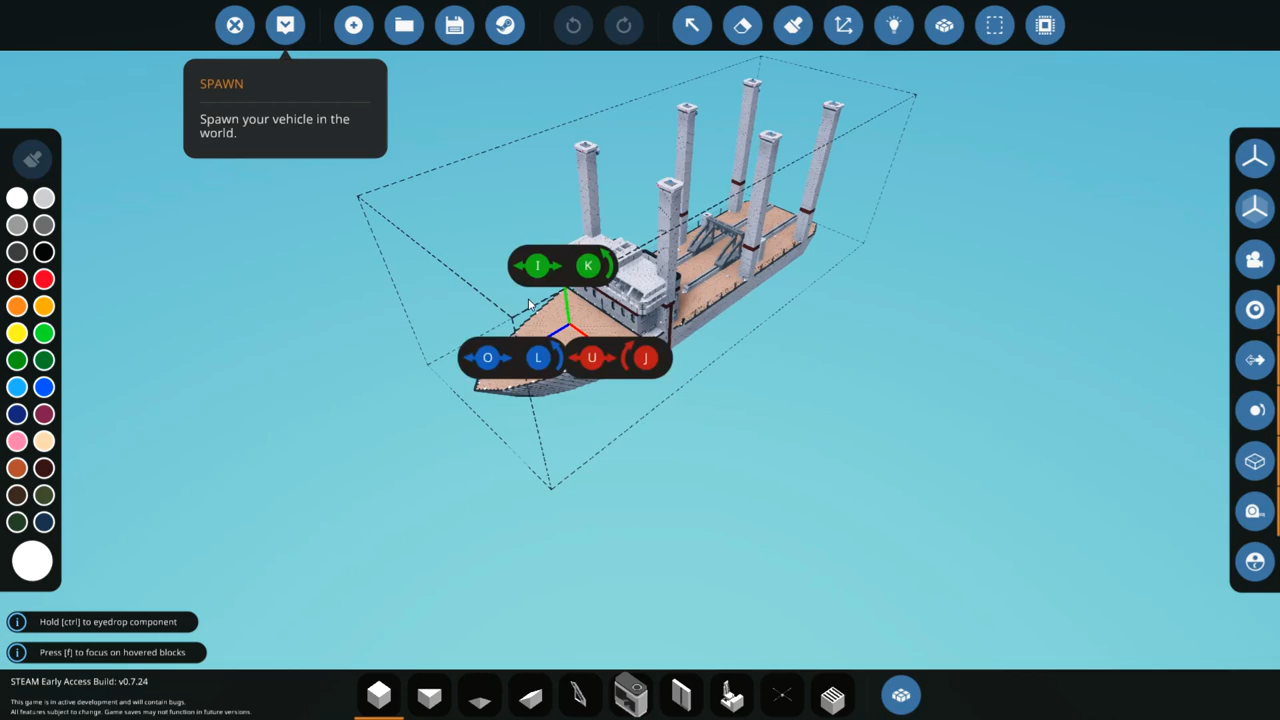 SPAWN
Spawn your vehicle in the
world.
I K
O L U J
Hold [ctrl] to eyedrop component
Press [f] to focus on hovered blocks
STEAM Early Access Build: v0.7.24
This game is in active development and will contain bugs.
All features subject to change. Game saves may not function in future versions.